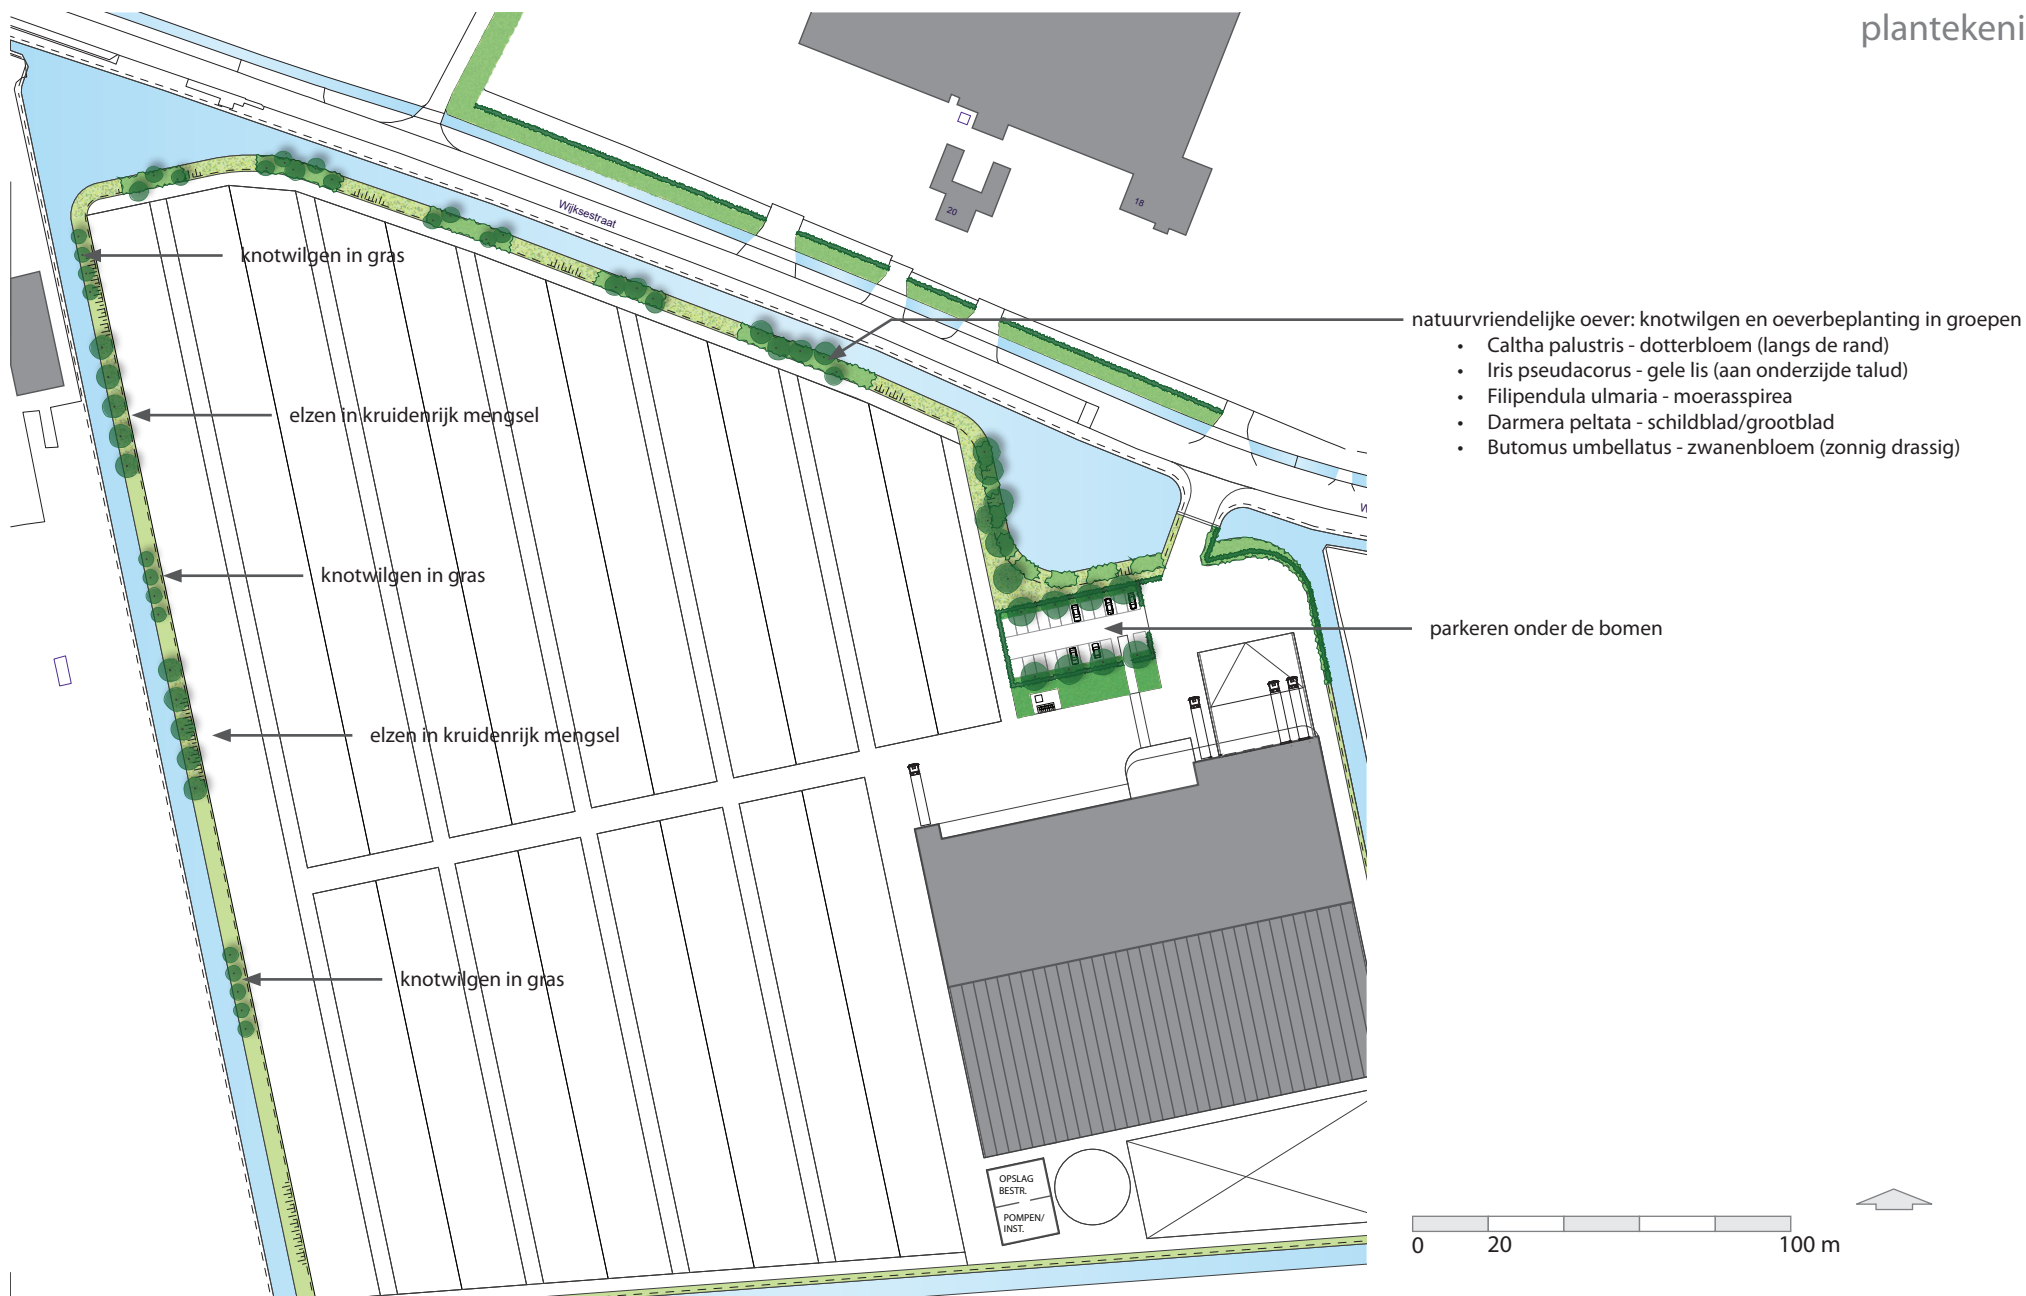 plantekeni
Wijksestraat
20
18
knotwilgen in gras
natuurvriendelijke oever: knotwilgen en oeverbeplanting in groepen
• Caltha palustris - dotterbloem (langs de rand)
• Iris pseudacorus - gele lis (aan onderzijde talud)
• Filipendula ulmaria - moerasspirea
• Darmera peltata - schildblad/grootblad
• Butomus umbellatus - zwanenbloem (zonnig drassig)
elzen in kruidenrijk mengsel
W
knotwilgen in gras
parkeren onder de bomen
elzen in kruidenrijk mengsel
knotwilgen in gras
OPSLAG
BESTR.
POMPEN/
INST.
0 20 100 m